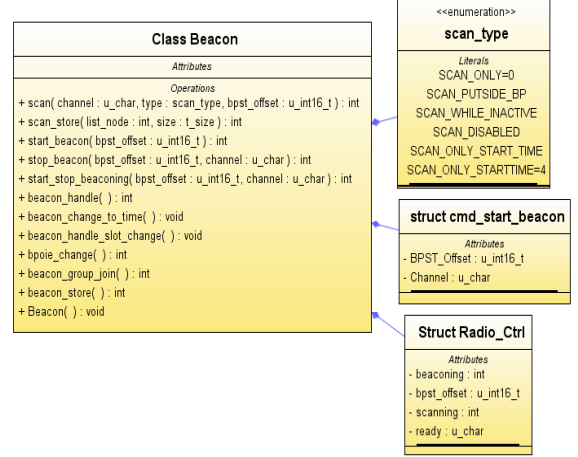 Class Beacon
Attributes
Operations
+ scan( channel : u_char, type : scan_type, bpst_offset : u_int16_t ) : int
+ scan_store( list_node : int, size : t_size ) : int
+ start_beacon( bpst_offset : u_int16_t ) : int
+ stop_beacon( bpst_offset : u_int16_t, channel : u_char ) : int
+ start_stop_beaconing( bpst_offset : u_int16_t, channel : u_char ) : int
+ beacon_handle( ) : int
+ beacon_change_to_time( ) : void
+ beacon_handle_slot_change( ) : void
+ bpoie_change( ) : int
+ beacon_group_join( ) : int
+ beacon_store( ) : int
+ Beacon( ) : void
<<enumeration>>
scan_type
Literals
SCAN_ONLY=0
SCAN_PUTSIDE_BP
SCAN_WHILE_INACTIVE
SCAN_DISABLED
SCAN_ONLY_START_TIME
SCAN_ONLY_STARTTIME=4
struct cmd_start_beacon
Attributes
- BPST_Offset : u_int16_t
- Channel : u_char
Struct Radio_Ctrl
Attributes
- beaconing : int
- bpst_offset : u_int16_t
- scanning : int
- ready : u_char